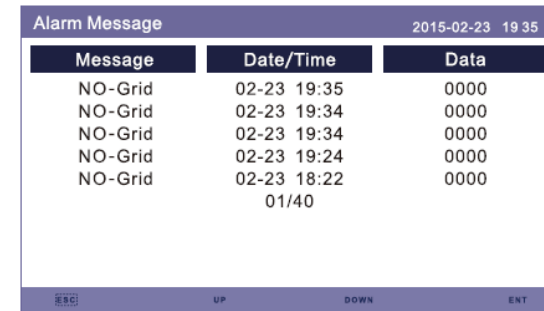 Alarm Message 2015-02-23 19 35
Message Date/Time Data
NO-Grid 02-23 19:35 0000
NO-Grid 02-23 19:34 0000
NO-Grid 02-23 19:34 0000
NO-Grid 02-23 19:24 0000
NO-Grid 02-23 18:22 0000
01/40
ESC UP DOWN ENT